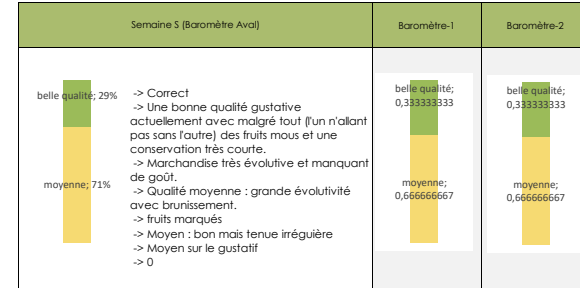 Semaine S (Baromètre Aval)
Baromètre-1
Baromètre-2
belle qualité; 29%
moyenne; 71%
-> Correct
-> Une bonne qualité gustative
actuellement avec malgré tout (l'un n'allant
pas sans l'autre) des fruits mous et une
conservation très courte.
-> Marchandise très évolutive et manquant
de goût.
-> Qualité moyenne : grande évolutivité
avec brunissement.
-> fruits marqués
-> Moyen : bon mais tenue irréguière
-> Moyen sur le gustatif
-> 0
belle qualité;
0,333333333
moyenne;
0,666666667
belle qualité;
0,333333333
moyenne;
0,666666667